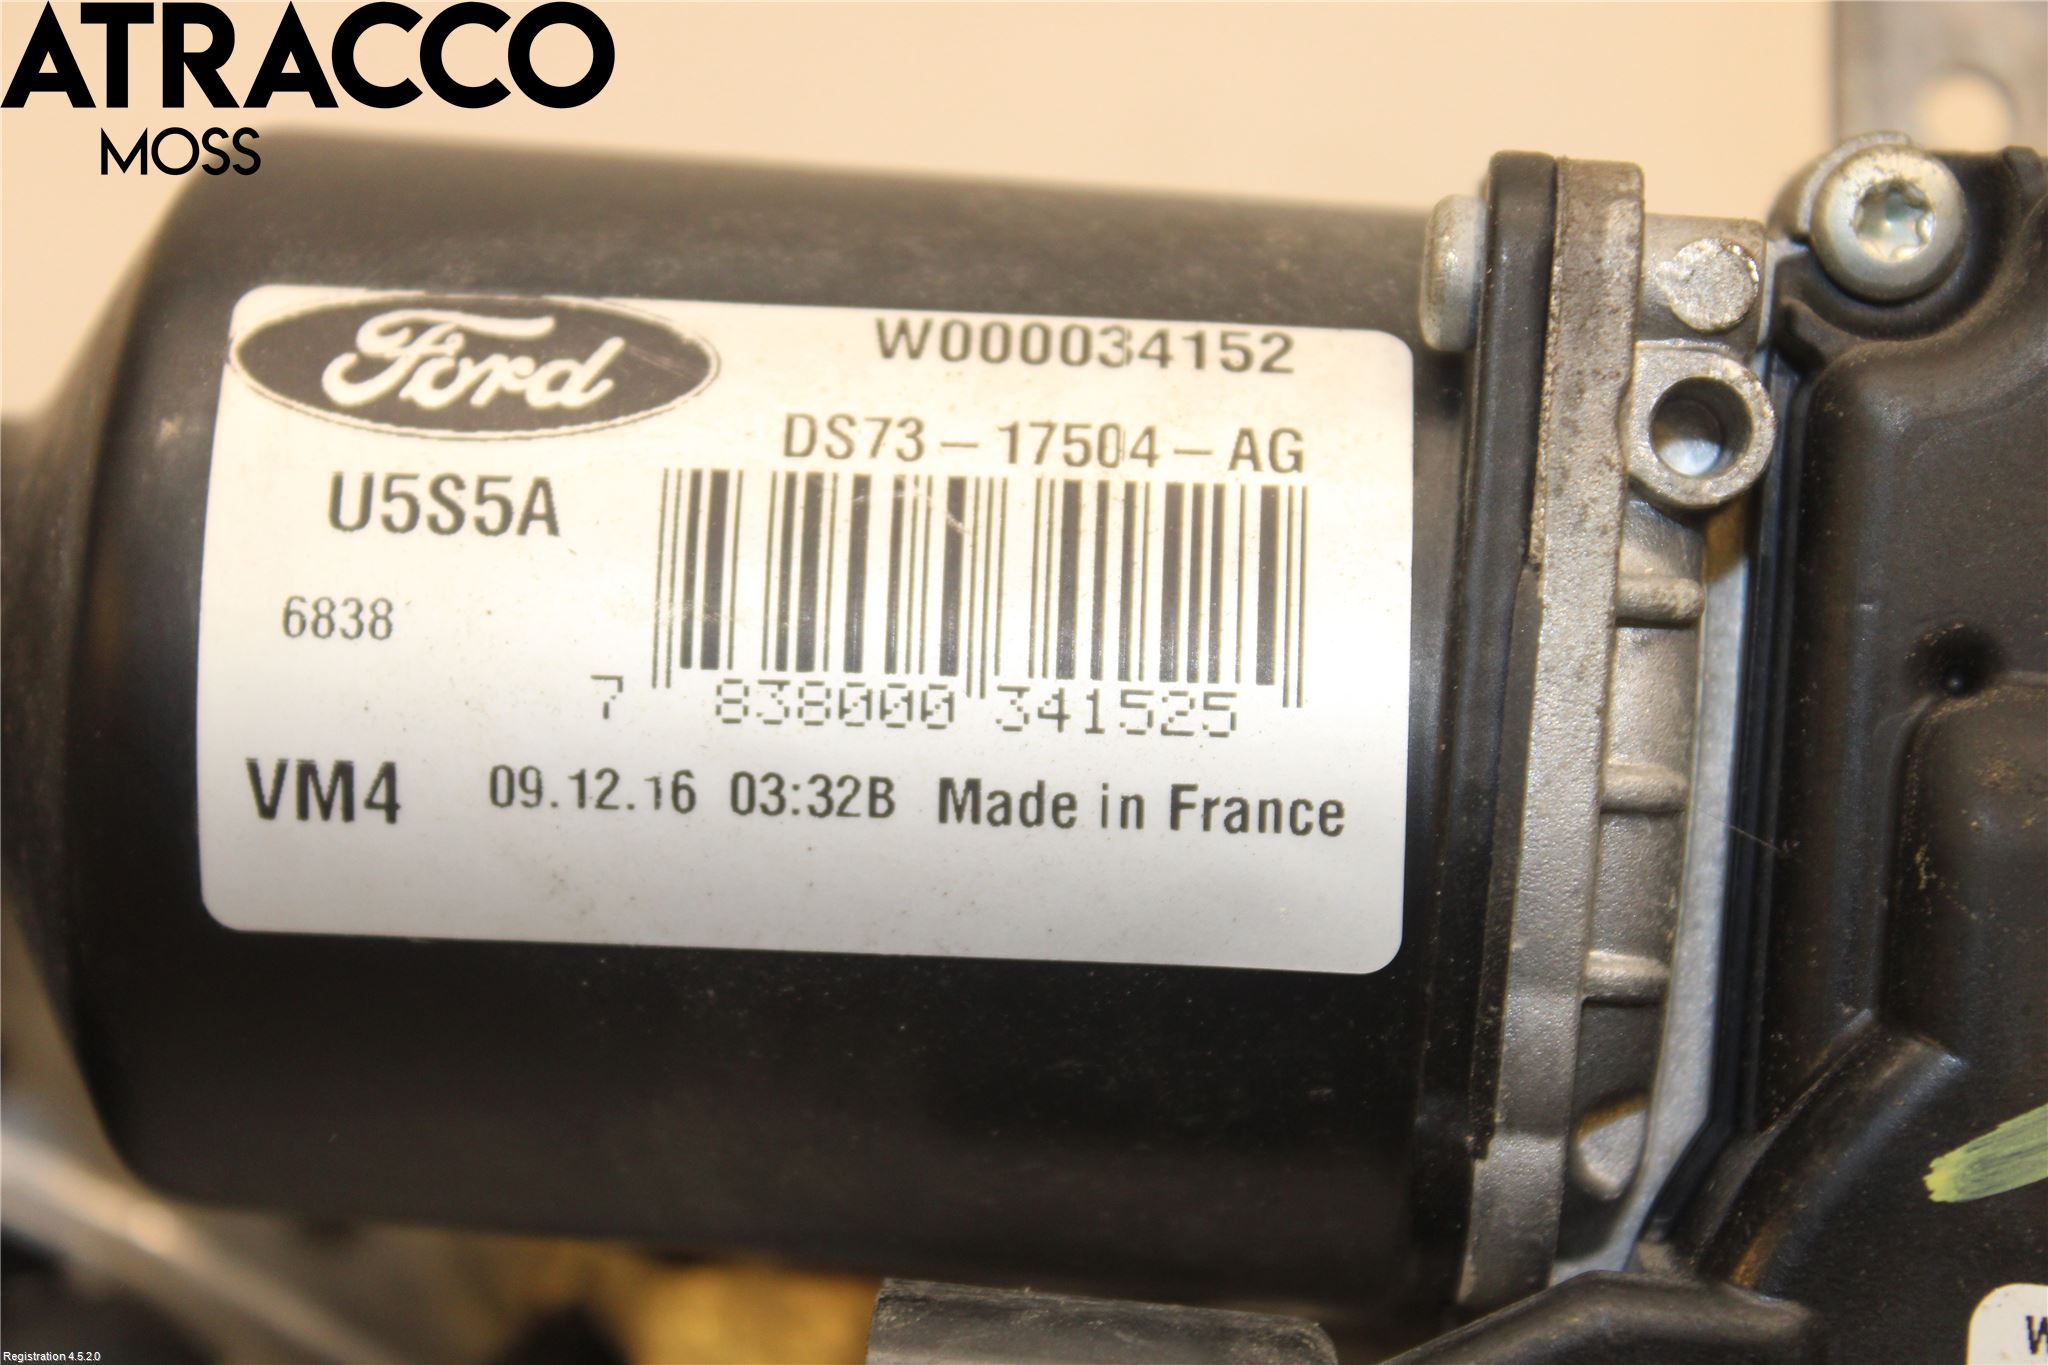 ATRACCO
MOSS
Ford
W000034152
DS73-17504-AG
U5S5A
6838
7 838000 341525
VM4 09.12.16 03:32B Made in France
W
Registration 4.5.2.0